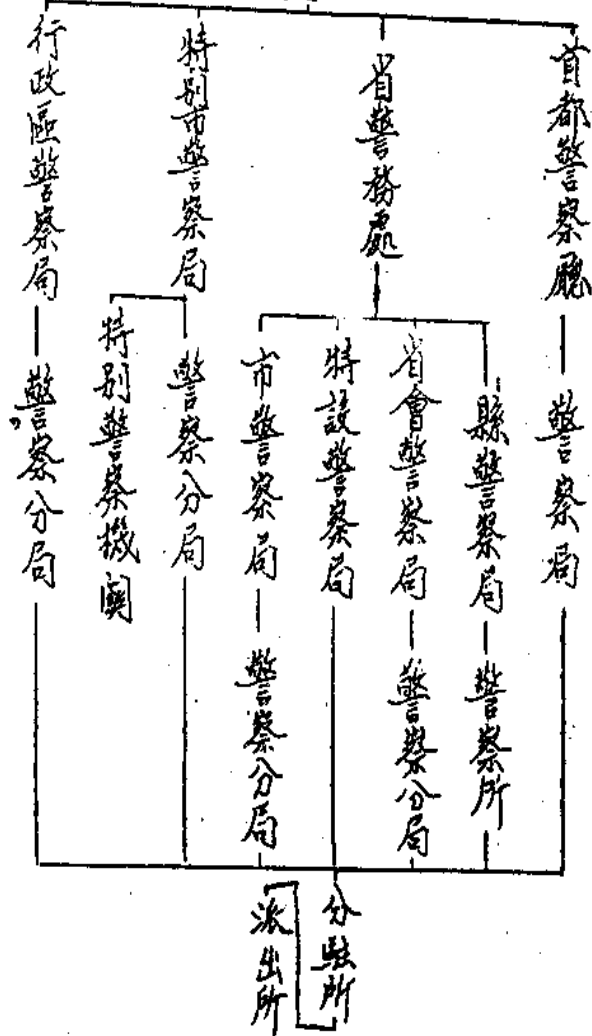 首都警察廳
警察局
省警務處
縣警察局
警察所
省會警察局
警察分局
特設警察局
市警察局
警察分局
特別市警察局
警察分局
特別警察機關
行政區警察局
警察分局
分駐所
派出所